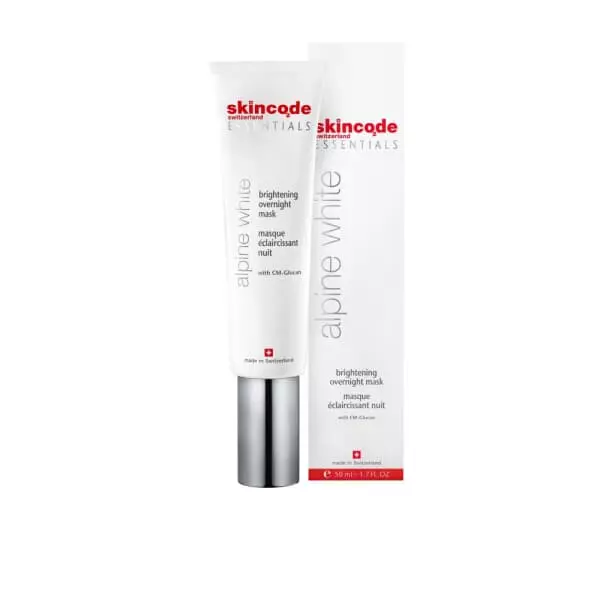 skincode
switzerland
ESSENTIALS
alpine white
brightening
overnight
mask
masque
éclaircissant
nuit
with CM-Glucan
made in Switzerland
skincode
switzerland
ESSENTIALS
alpine white
brightening
overnight mask
masque
éclaircissant nuit
with CM-Glucan
made in Switzerland
e 50 ml - 1.7 FL OZ